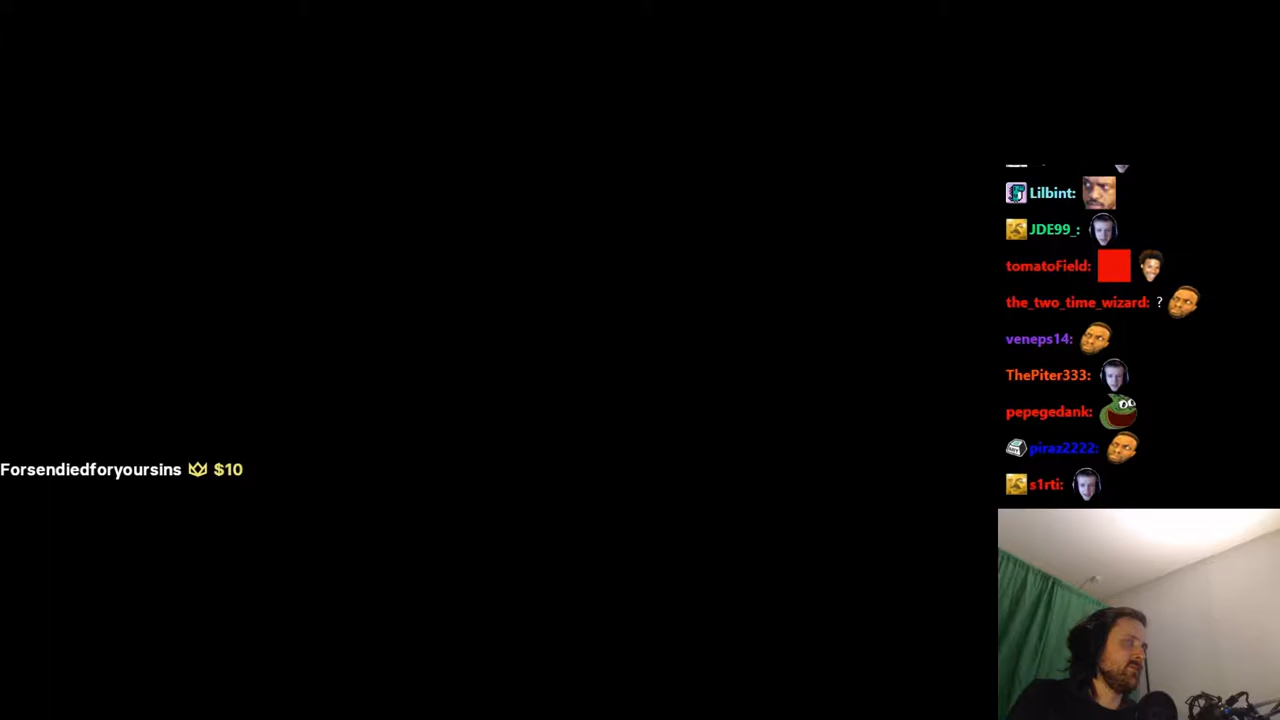 Lilbint:
JDE99_:
tomatoField:
the_two_time_wizard: ?
veneps14:
ThePiter333:
pepegedank:
piraz2222:
s1rti:
Forsendiedforyoursins $10